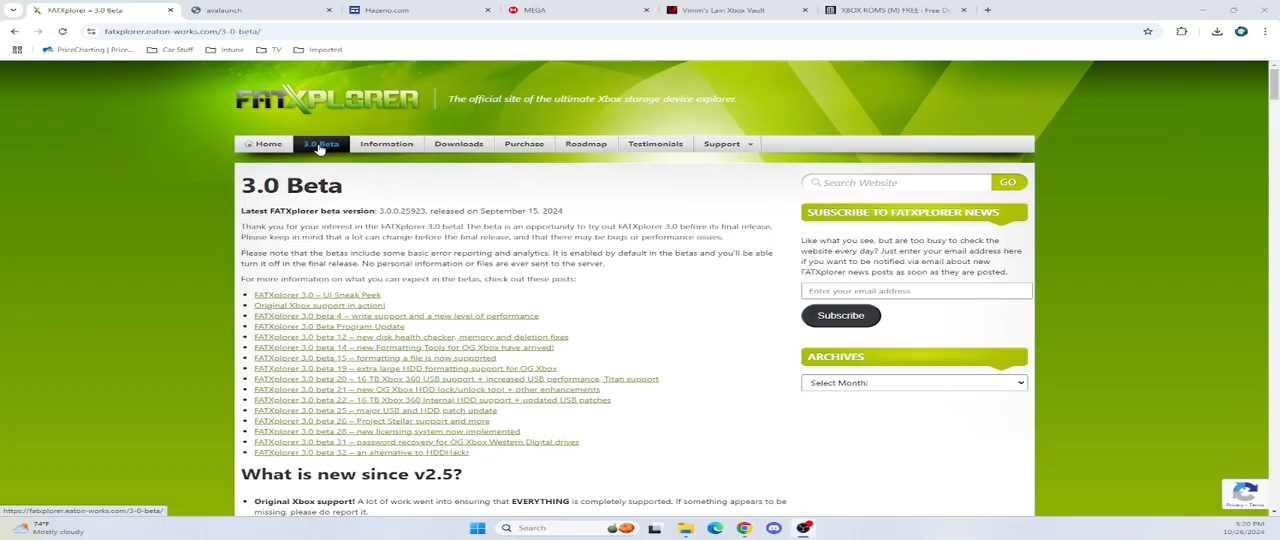 FATXplorer » 3.0 Beta
avalaunch
Hazeno.com
MEGA
Vimm's Lair: Xbox Vault
XBOX ROMS (M) FREE : Free Do
fatxplorer.eaton-works.com/3-0-beta/
PriceCharting | Price...
Car Stuff
Intune
TV
Imported
FATXPLORER
The official site of the ultimate Xbox storage device explorer.
Home
3.0 Beta
Information
Downloads
Purchase
Roadmap
Testimonials
Support
3.0 Beta
Latest FATXplorer beta version: 3.0.0.25923, released on September 15, 2024
Thank you for your interest in the FATXplorer 3.0 beta! The beta is an opportunity to try out FATXplorer 3.0 before its final release.
Please keep in mind that a lot can change before the final release, and that there may be bugs or performance issues.
Please note that the betas include some basic error reporting and analytics. It is enabled by default in the betas and you'll be able
turn it off in the final release. No personal information or files are ever sent to the server.
For more information on what you can expect in the betas, check out these posts:
FATXplorer 3.0 – UI Sneak Peek
Original Xbox support in action!
FATXplorer 3.0 beta 4 – write support and a new level of performance
FATXplorer 3.0 Beta Program Update
FATXplorer 3.0 beta 12 – new disk health checker, memory and deletion fixes
FATXplorer 3.0 beta 14 – new Formatting Tools for OG Xbox have arrived!
FATXplorer 3.0 beta 15 – formatting a file is now supported
FATXplorer 3.0 beta 19 – extra large HDD formatting support for OG Xbox
FATXplorer 3.0 beta 20 – 16 TB Xbox 360 USB support + increased USB performance, Titan support
FATXplorer 3.0 beta 21 – new OG Xbox HDD lock/unlock tool + other enhancements
FATXplorer 3.0 beta 22 – 16 TB Xbox 360 Internal HDD support + updated USB patches
FATXplorer 3.0 beta 25 – major USB and HDD patch update
FATXplorer 3.0 beta 26 – Project Stellar support and more
FATXplorer 3.0 beta 28 – new licensing system now implemented
FATXplorer 3.0 beta 31 – password recovery for OG Xbox Western Digital drives
FATXplorer 3.0 beta 32 – an alternative to HDDHackr
What is new since v2.5?
Original Xbox support! A lot of work went into ensuring that EVERYTHING is completely supported. If something appears to be
missing, please do report it.
Search Website
GO
SUBSCRIBE TO FATXPLORER NEWS
Like what you see, but are too busy to check the
website every day? Just enter your email address here
if you want to be notified via email about new
FATXplorer news posts as soon as they are posted.
Enter your email address
Subscribe
ARCHIVES
Select Month:
Privacy - Terms
https://fatxplorer.eaton-works.com/3-0-beta/
74°F
Mostly cloudy
Search
5:20 PM
10/26/2024